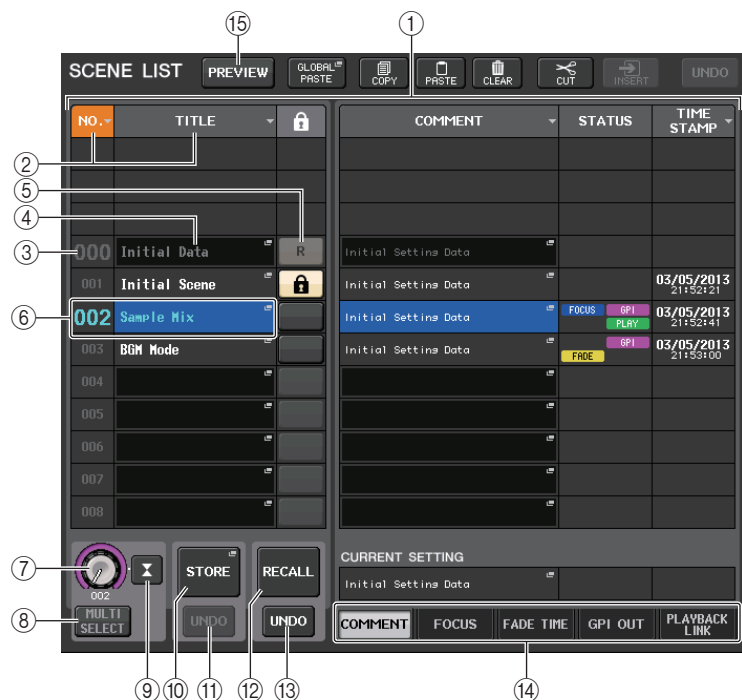 ⑮ ①
SCENE LIST PREVIEW GLOBAL PASTE COPY PASTE CLEAR CUT INSERT UNDO
NO. TITLE COMMENT STATUS TIME STAMP
②
⑤
④
③ 000 Initial Data R Initial Setting Data
001 Initial Scene Initial Setting Data 03/05/2013 21:52:21
⑥ 002 Sample Mix Initial Setting Data FOCUS GPI PLAY 03/05/2013 21:52:41
003 BGM Mode Initial Setting Data FADE GPI 03/05/2013 21:53:00
004
005
006
007
008
⑦ 002 STORE RECALL CURRENT SETTING
Initial Setting Data
⑧ MULTI SELECT UNDO UNDO COMMENT FOCUS FADE TIME GPI OUT PLAYBACK LINK
⑨ ⑩ ⑪ ⑫ ⑬ ⑭